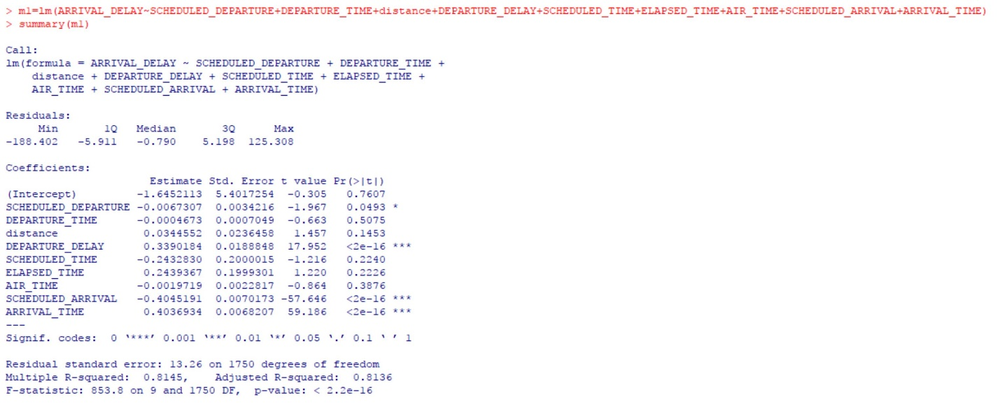 > m1=lm(ARRIVAL_DELAY~SCHEDULED_DEPARTURE+DEPARTURE_TIME+distance+DEPARTURE_DELAY+SCHEDULED_TIME+ELAPSED_TIME+AIR_TIME+SCHEDULED_ARRIVAL+ARRIVAL_TIME)
> summary(m1)
Call:
lm(formula = ARRIVAL_DELAY ~ SCHEDULED_DEPARTURE + DEPARTURE_TIME +
    distance + DEPARTURE_DELAY + SCHEDULED_TIME + ELAPSED_TIME +
    AIR_TIME + SCHEDULED_ARRIVAL + ARRIVAL_TIME)
Residuals:
     Min       1Q   Median       3Q      Max
-188.402   -5.911   -0.790    5.198  125.308
Coefficients:
                      Estimate Std. Error t value Pr(>|t|)
(Intercept)         -1.6452113  5.4017254  -0.305   0.7607
SCHEDULED_DEPARTURE -0.0067307  0.0034216  -1.967   0.0493 *
DEPARTURE_TIME      -0.0004673  0.0007049  -0.663   0.5075
distance             0.0344552  0.0236458   1.457   0.1453
DEPARTURE_DELAY      0.3390184  0.0188848  17.952   <2e-16 ***
SCHEDULED_TIME      -0.2432830  0.2000015  -1.216   0.2240
ELAPSED_TIME         0.2439367  0.1999301   1.220   0.2226
AIR_TIME            -0.0019719  0.0022817  -0.864   0.3876
SCHEDULED_ARRIVAL   -0.4045191  0.0070173 -57.646   <2e-16 ***
ARRIVAL_TIME         0.4036934  0.0068207  59.186   <2e-16 ***
---
Signif. codes:  0 ‘***’ 0.001 ‘**’ 0.01 ‘*’ 0.05 ‘.’ 0.1 ‘ ’ 1
Residual standard error: 13.26 on 1750 degrees of freedom
Multiple R-squared:  0.8145,    Adjusted R-squared:  0.8136
F-statistic: 853.8 on 9 and 1750 DF,  p-value: < 2.2e-16